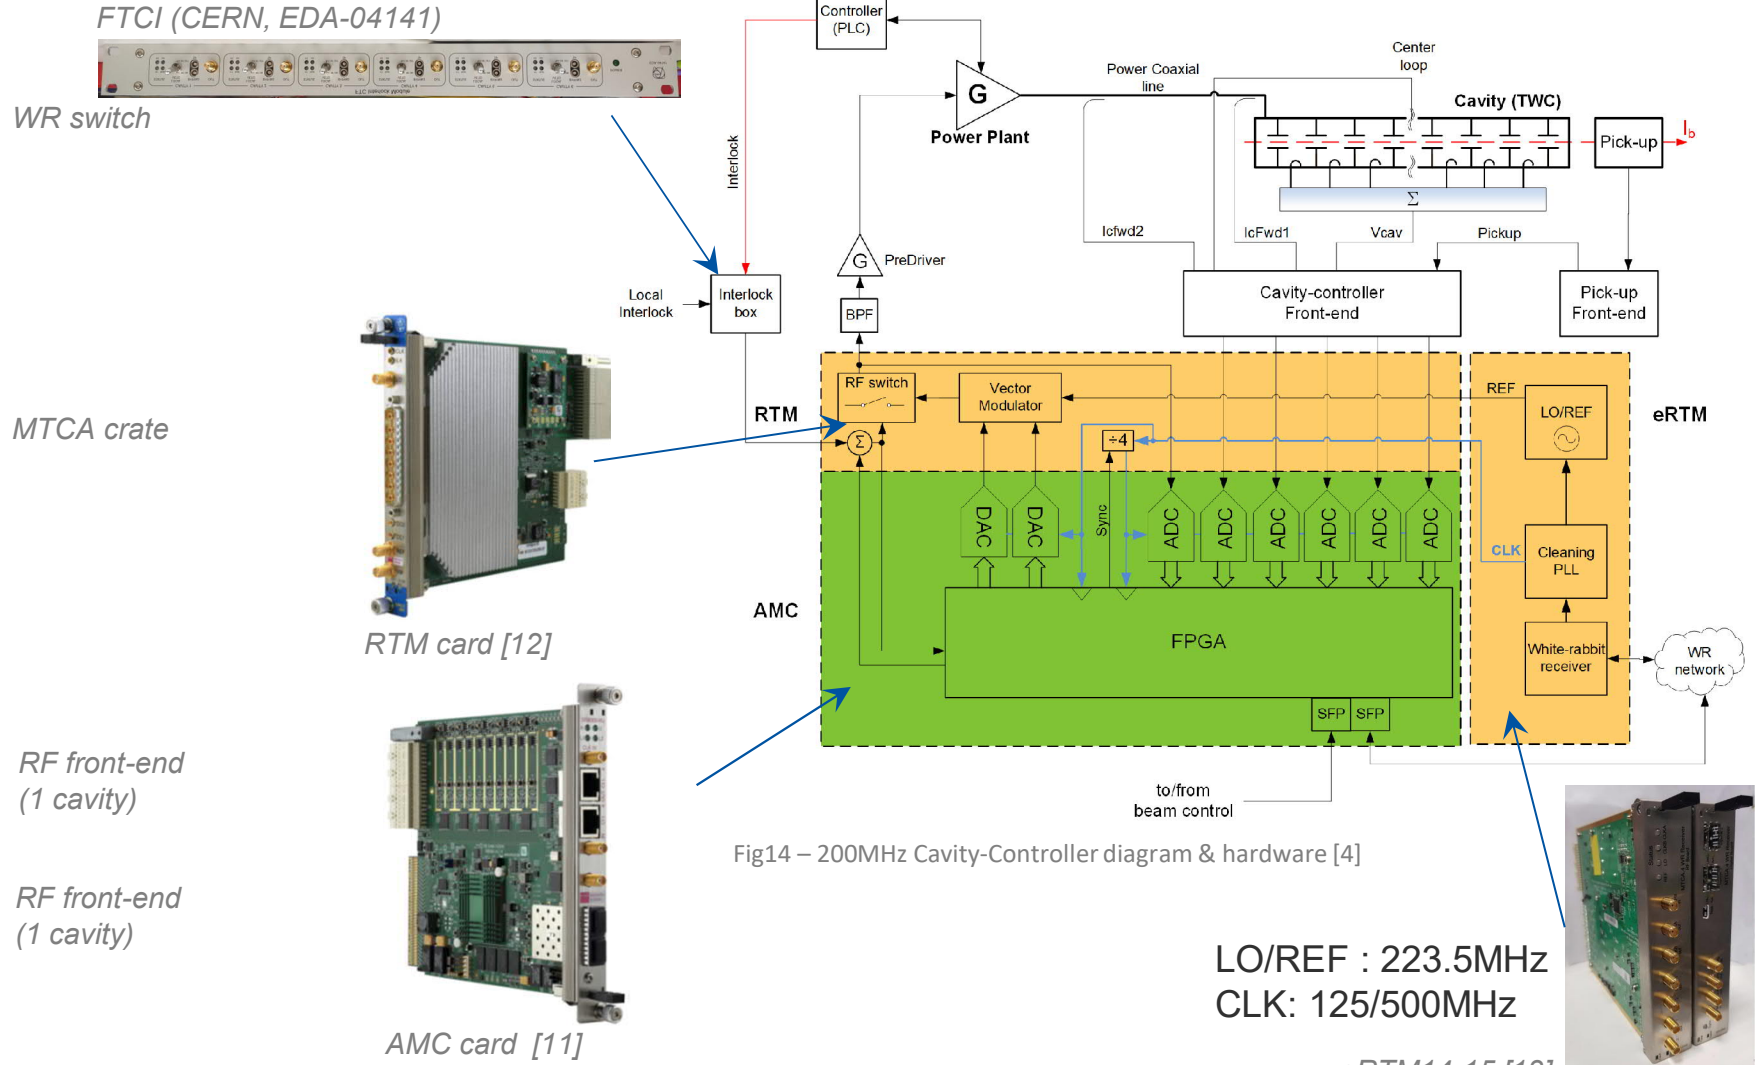 FTCI (CERN, EDA-04141)
WR switch
MTCA crate
RF front-end
(1 cavity)
RF front-end
(1 cavity)
RTM card [12]
AMC card [11]
Controller
(PLC)
Interlock
Local
Interlock
Interlock
box
G
Power Plant
Power Coaxial
line
Center
loop
Cavity (TWC)
Pick-up
Ib
Σ
Icfwd2
IcFwd1
Vcav
Pickup
G
PreDriver
BPF
Cavity-controller
Front-end
Pick-up
Front-end
RTM
RF switch
Vector
Modulator
REF
LO/REF
eRTM
Σ
÷4
Sync
DAC
DAC
ADC
ADC
ADC
ADC
ADC
ADC
CLK
Cleaning
PLL
AMC
FPGA
White-rabbit
receiver
WR
network
SFP
SFP
to/from
beam control
Fig14 – 200MHz Cavity-Controller diagram & hardware [4]
LO/REF : 223.5MHz
CLK: 125/500MHz